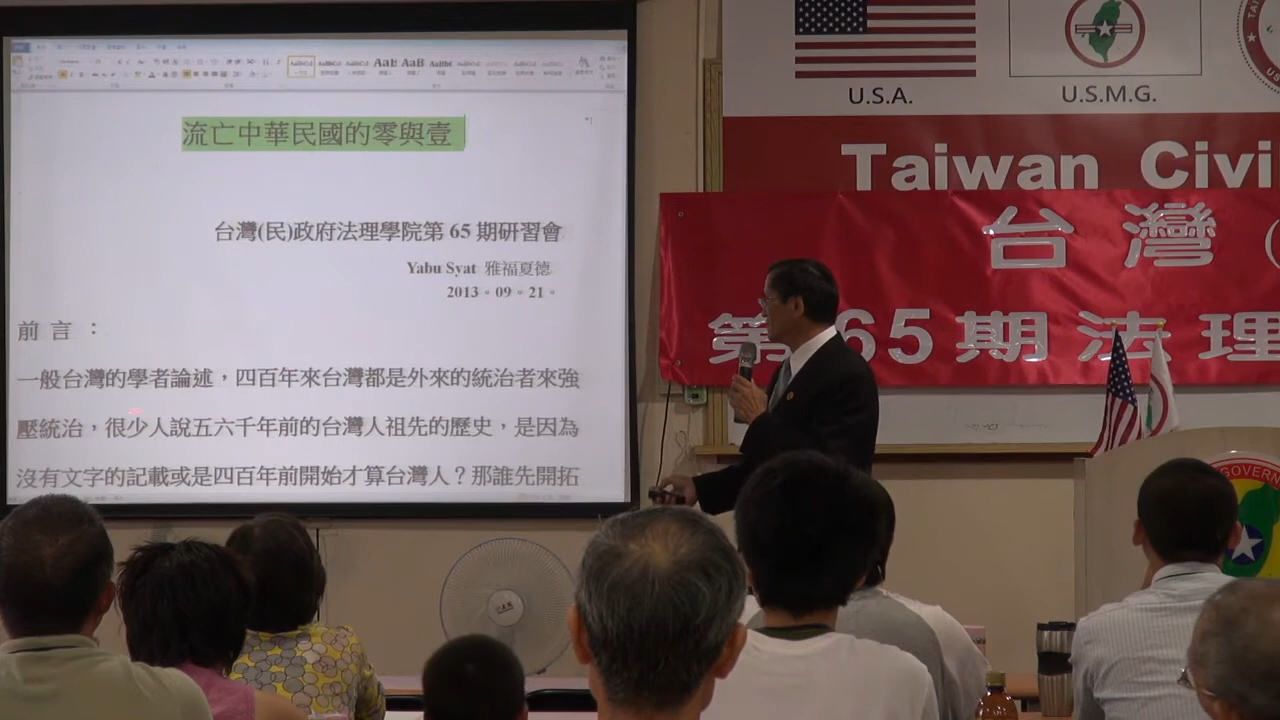 流亡中華民國的零與壹
台灣(民)政府法理學院第 65 期研習會
Yabu Syat 雅福夏德
2013。09。21。
前 言 ：
一般台灣的學者論述，四百年來台灣都是外來的統治者來強
壓統治，很少人說五六千年前的台灣人祖先的歷史，是因為
沒有文字的記載或是四百年前開始才算台灣人？那誰先開拓
U.S.A.
U.S.M.G.
Taiwan Civi
台灣(
第65期法理
GOVERN